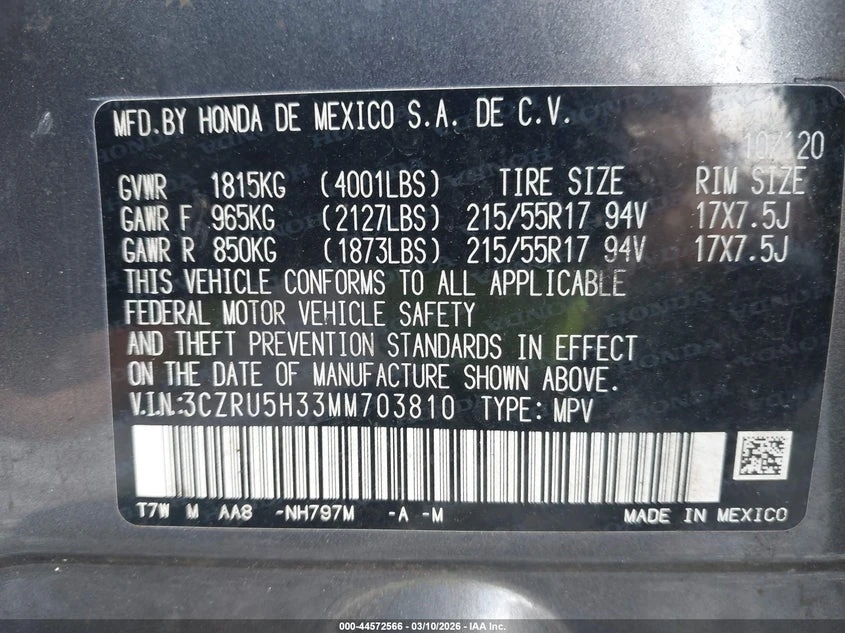 MFD. BY HONDA DE MEXICO S.A. DE C.V.
10/120
GVWR 1815KG (4001LBS) TIRE SIZE RIM SIZE
GAWR F 965KG (2127LBS) 215/55R17 94V 17X7.5J
GAWR R 850KG (1873LBS) 215/55R17 94V 17X7.5J
THIS VEHICLE CONFORMS TO ALL APPLICABLE
FEDERAL MOTOR VEHICLE SAFETY
AND THEFT PREVENTION STANDARDS IN EFFECT
ON THE DATE OF MANUFACTURE SHOWN ABOVE.
V.I.N.:3CZRU5H33MM703810 TYPE: MPV
T7W M AA8 -NH797M -A -M MADE IN MEXICO
000-44572566 - 03/10/2026 - IAA Inc.